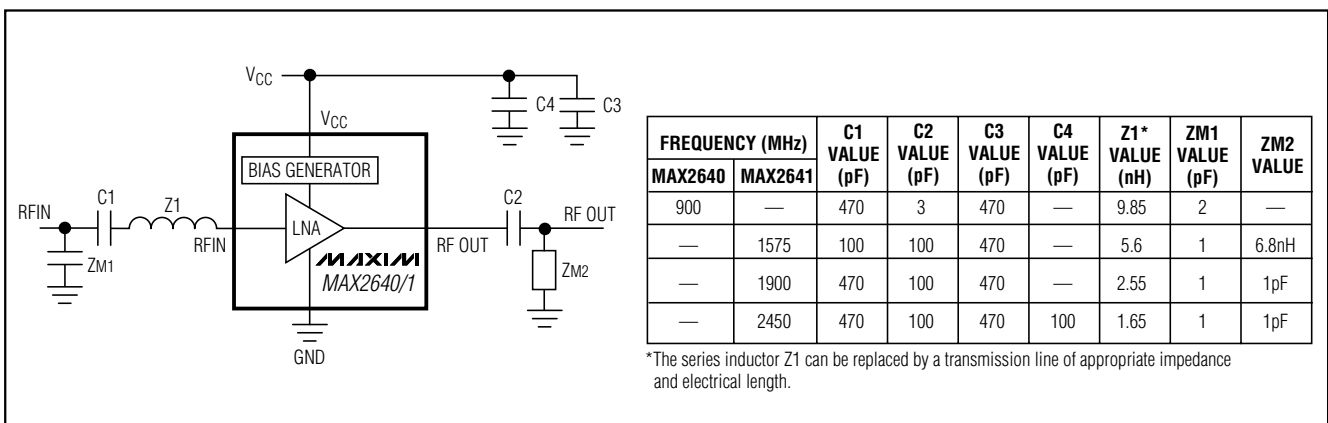 VCC
C4
C3
VCC
BIAS GENERATOR
C1
Z1
C2
RFIN
RF OUT
RFIN
LNA
RF OUT
ZM1
MAXIM
ZM2
MAX2640/1
GND
FREQUENCY (MHz) C1 VALUE (pF) C2 VALUE (pF) C3 VALUE (pF) C4 VALUE (pF) Z1* VALUE (nH) ZM1 VALUE (pF) ZM2 VALUE
MAX2640 MAX2641
900 — 470 3 470 — 9.85 2 —
— 1575 100 100 470 — 5.6 1 6.8nH
— 1900 470 100 470 — 2.55 1 1pF
— 2450 470 100 470 100 1.65 1 1pF
*The series inductor Z1 can be replaced by a transmission line of appropriate impedance
and electrical length.